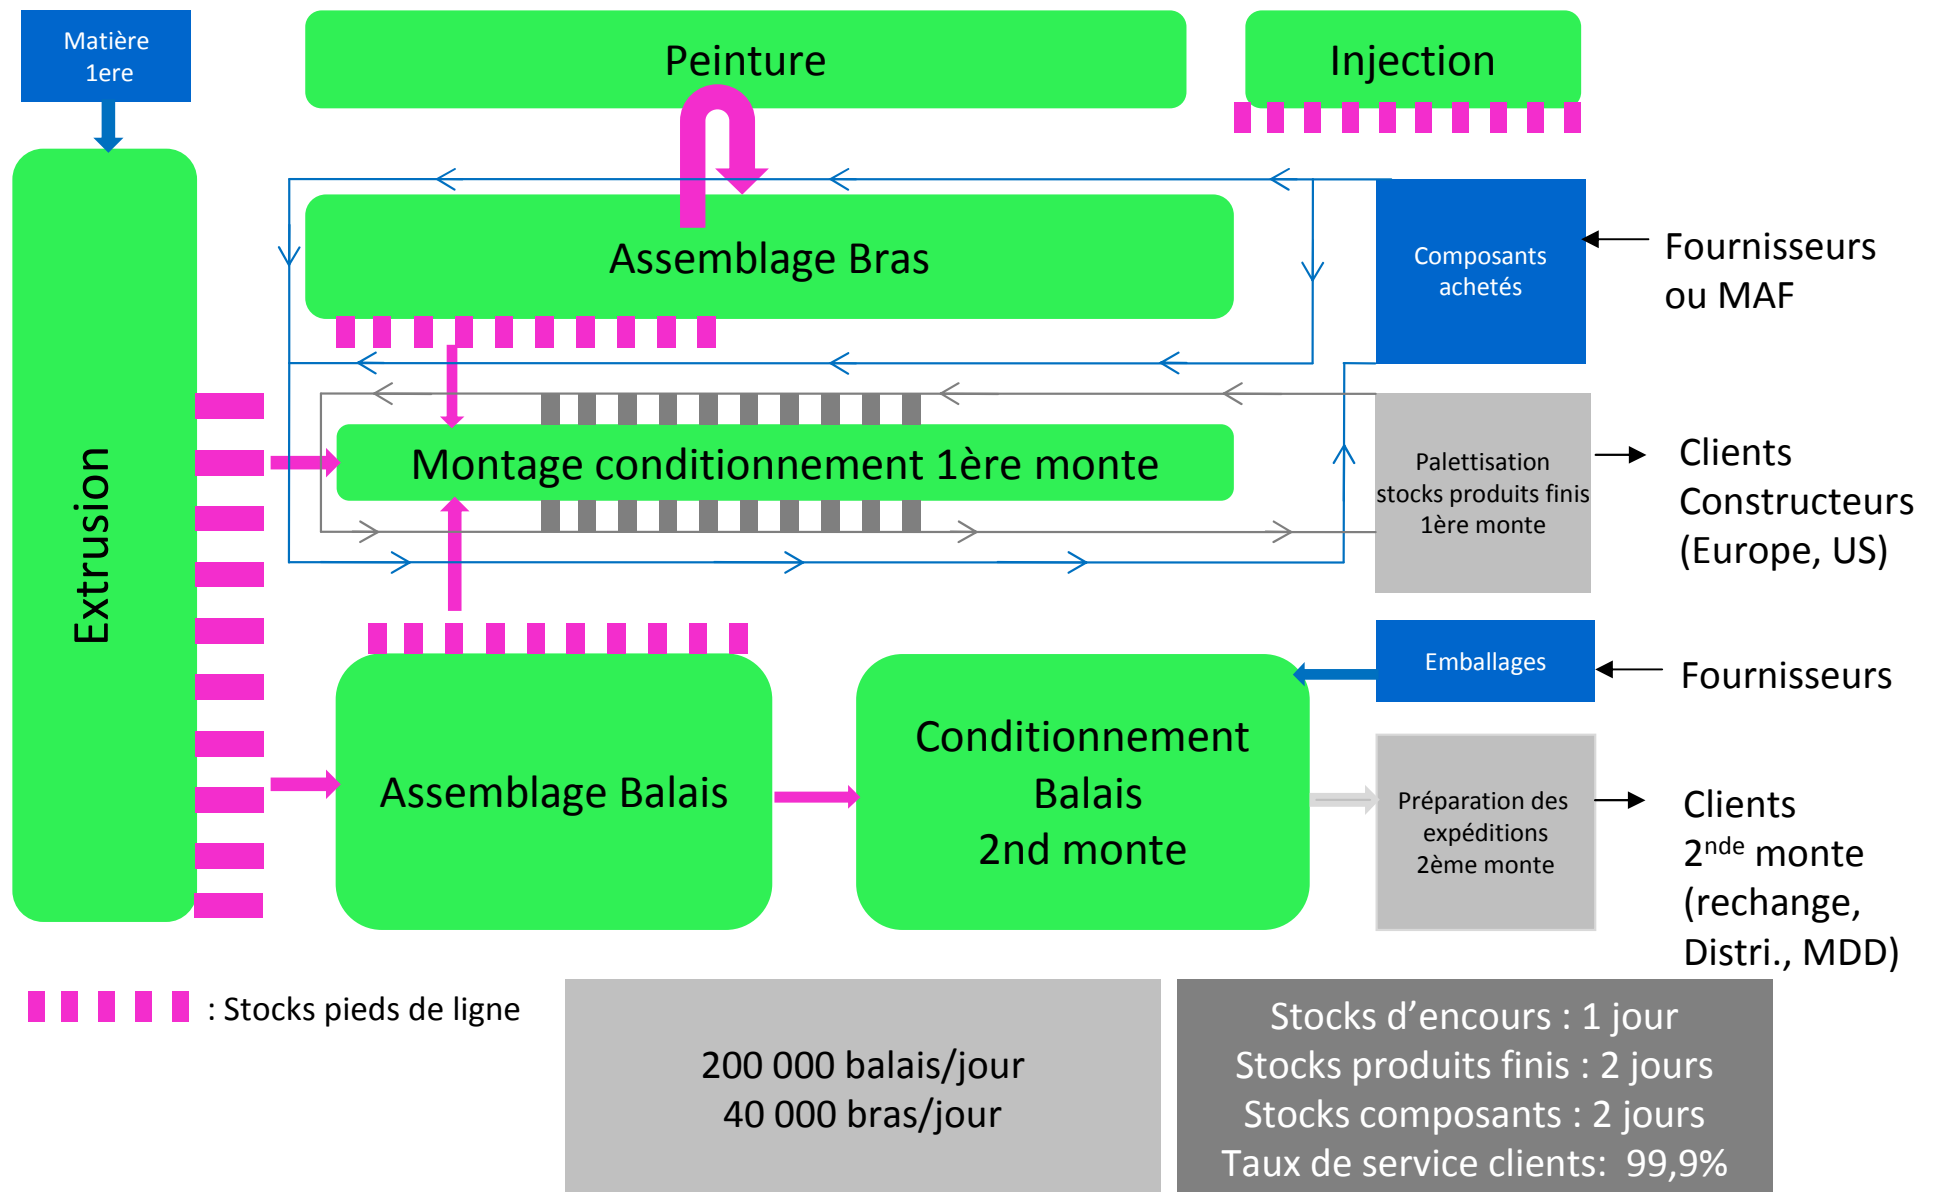 Matière
1ere
Peinture
Injection
Assemblage Bras
Composants
achetés
Fournisseurs
ou MAF
Extrusion
Montage conditionnement 1ère monte
Palettisation
stocks produits finis
1ère monte
Clients
Constructeurs
(Europe, US)
Emballages
Fournisseurs
Assemblage Balais
Conditionnement
Balais
2nd monte
Préparation des
expéditions
2ème monte
Clients
2nde monte
(rechange,
Distri., MDD)
: Stocks pieds de ligne
200 000 balais/jour
40 000 bras/jour
Stocks d’encours : 1 jour
Stocks produits finis : 2 jours
Stocks composants : 2 jours
Taux de service clients:  99,9%